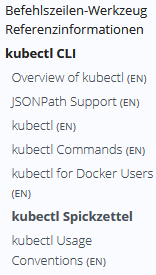 Befehlszeilen-Werkzeug
Referenzinformationen
kubectl CLI
Overview of kubectl (EN)
JSONPath Support (EN)
kubectl (EN)
kubectl Commands (EN)
kubectl for Docker Users
(EN)
kubectl Spickzettel
kubectl Usage
Conventions (EN)